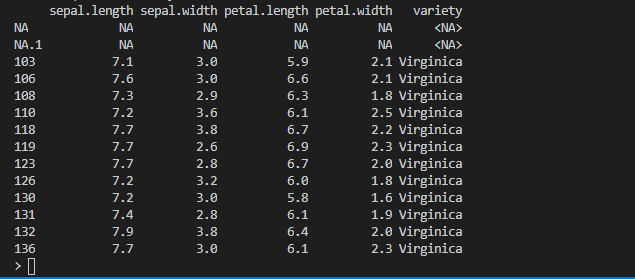 sepal.length sepal.width petal.length petal.width variety
NA NA NA NA NA <NA>
NA.1 NA NA NA NA <NA>
103 7.1 3.0 5.9 2.1 Virginica
106 7.6 3.0 6.6 2.1 Virginica
108 7.3 2.9 6.3 1.8 Virginica
110 7.2 3.6 6.1 2.5 Virginica
118 7.7 3.8 6.7 2.2 Virginica
119 7.7 2.6 6.9 2.3 Virginica
123 7.7 2.8 6.7 2.0 Virginica
126 7.2 3.2 6.0 1.8 Virginica
130 7.2 3.0 5.8 1.6 Virginica
131 7.4 2.8 6.1 1.9 Virginica
132 7.9 3.8 6.4 2.0 Virginica
136 7.7 3.0 6.1 2.3 Virginica
>